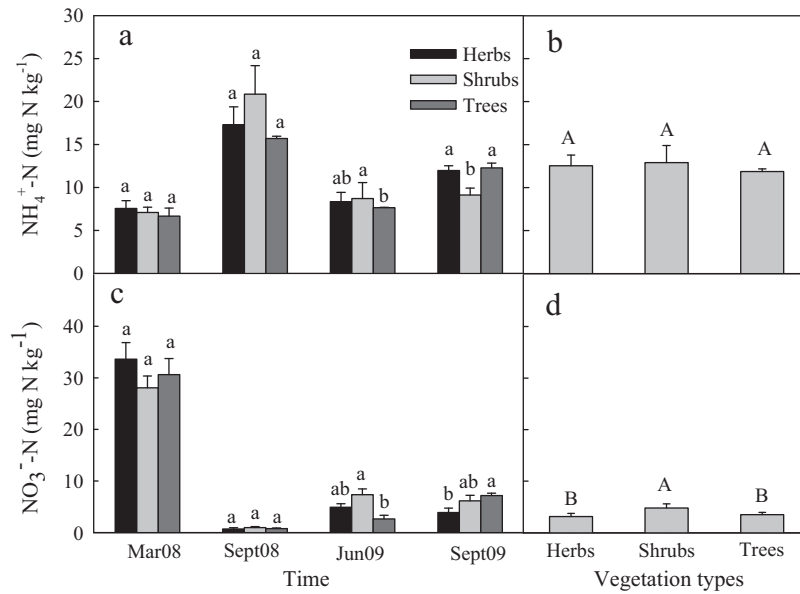 a
b
30
25
20
15
10
5
0
NH₄⁺-N (mg N kg⁻¹)
Herbs
Shrubs
Trees
a a a
a a a
ab a b
a b a
A A A
c
d
40
30
20
10
0
NO₃⁻-N (mg N kg⁻¹)
a a a
a a a
ab a b
b ab a
B A B
Mar08 Sept08 Jun09 Sept09
Herbs Shrubs Trees
Time
Vegetation types